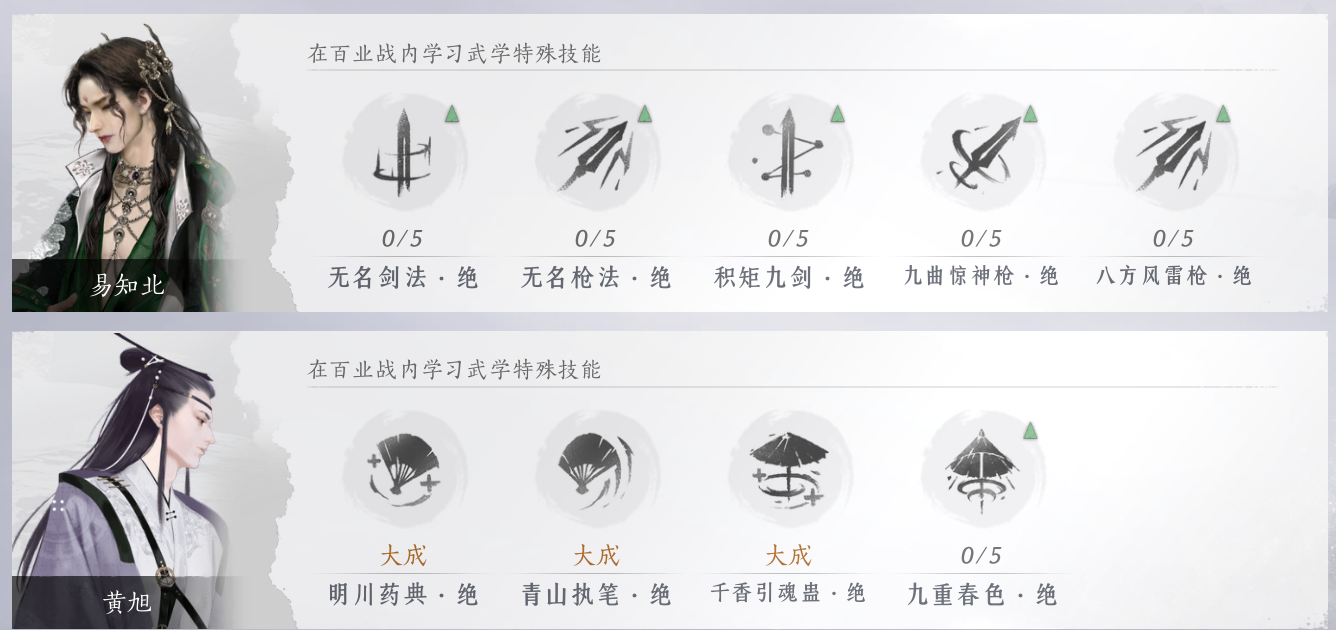 在百业战内学习武学特殊技能
0/5
0/5
0/5
0/5
0/5
无名剑法·绝
无名枪法·绝
积矩九剑·绝
九曲惊神枪·绝
八方风雷枪·绝
易知北
在百业战内学习武学特殊技能
大成
大成
大成
0/5
明川药典·绝
青山执笔·绝
千香引魂蛊·绝
九重春色·绝
黄旭